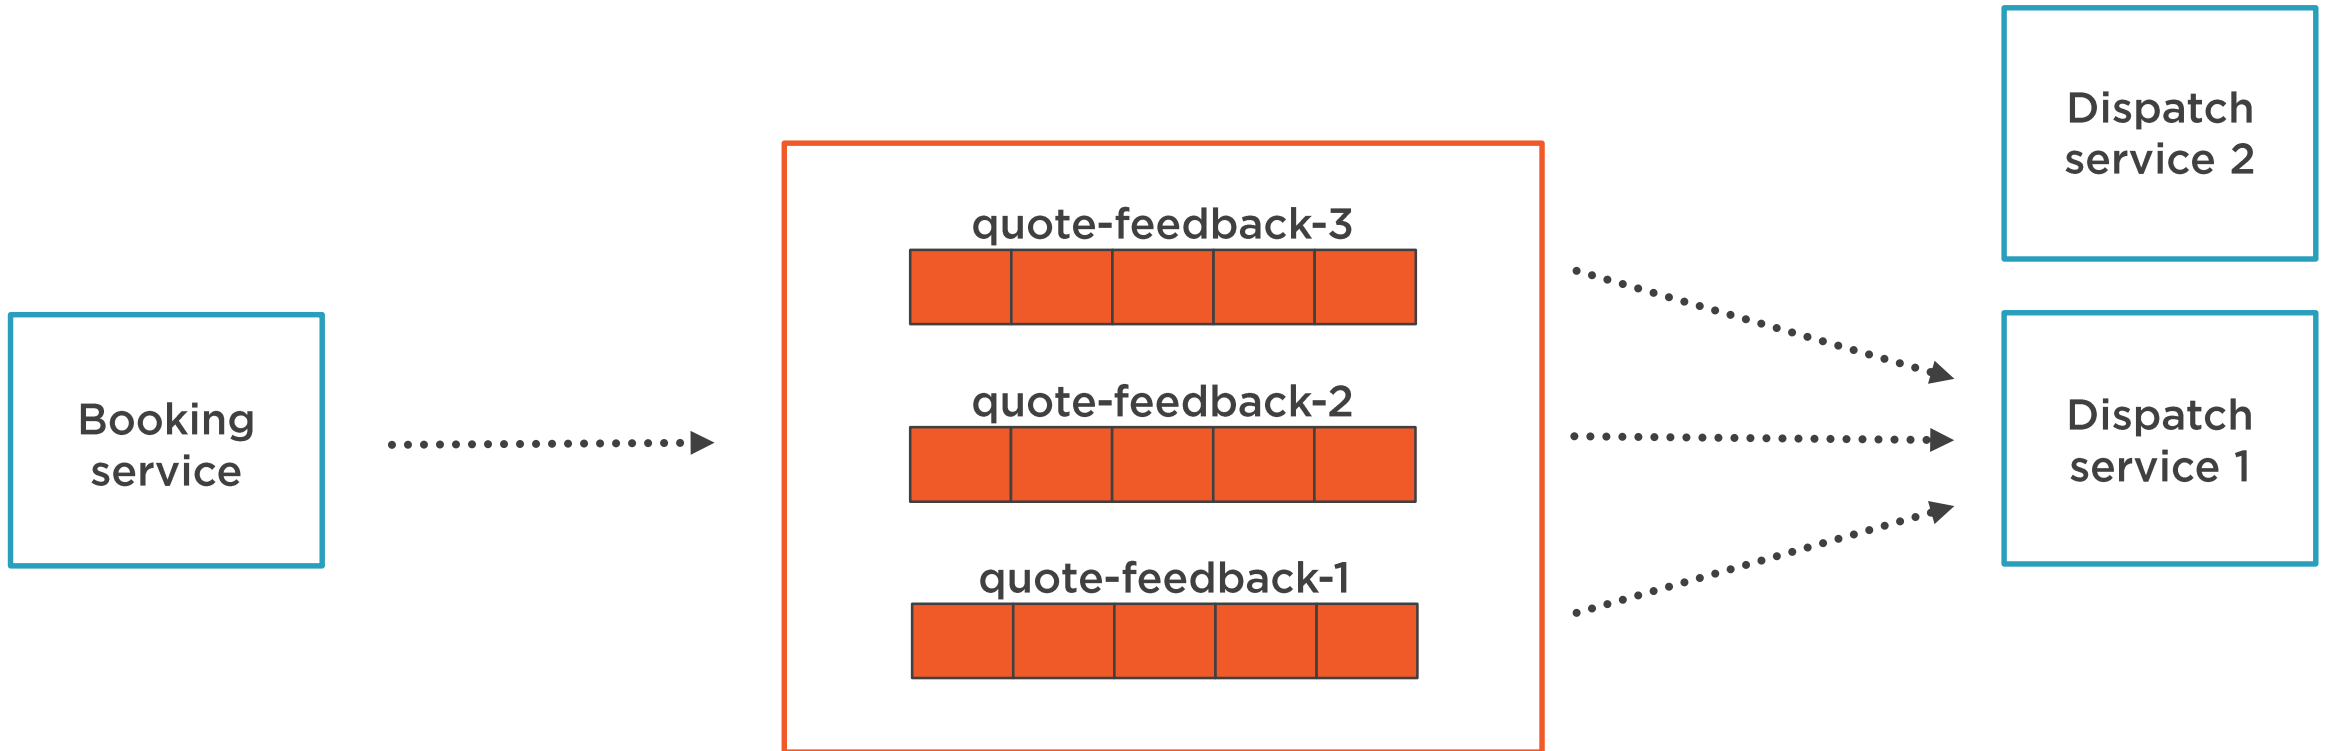 Booking
service
quote-feedback-3
quote-feedback-2
quote-feedback-1
Dispatch
service 2
Dispatch
service 1